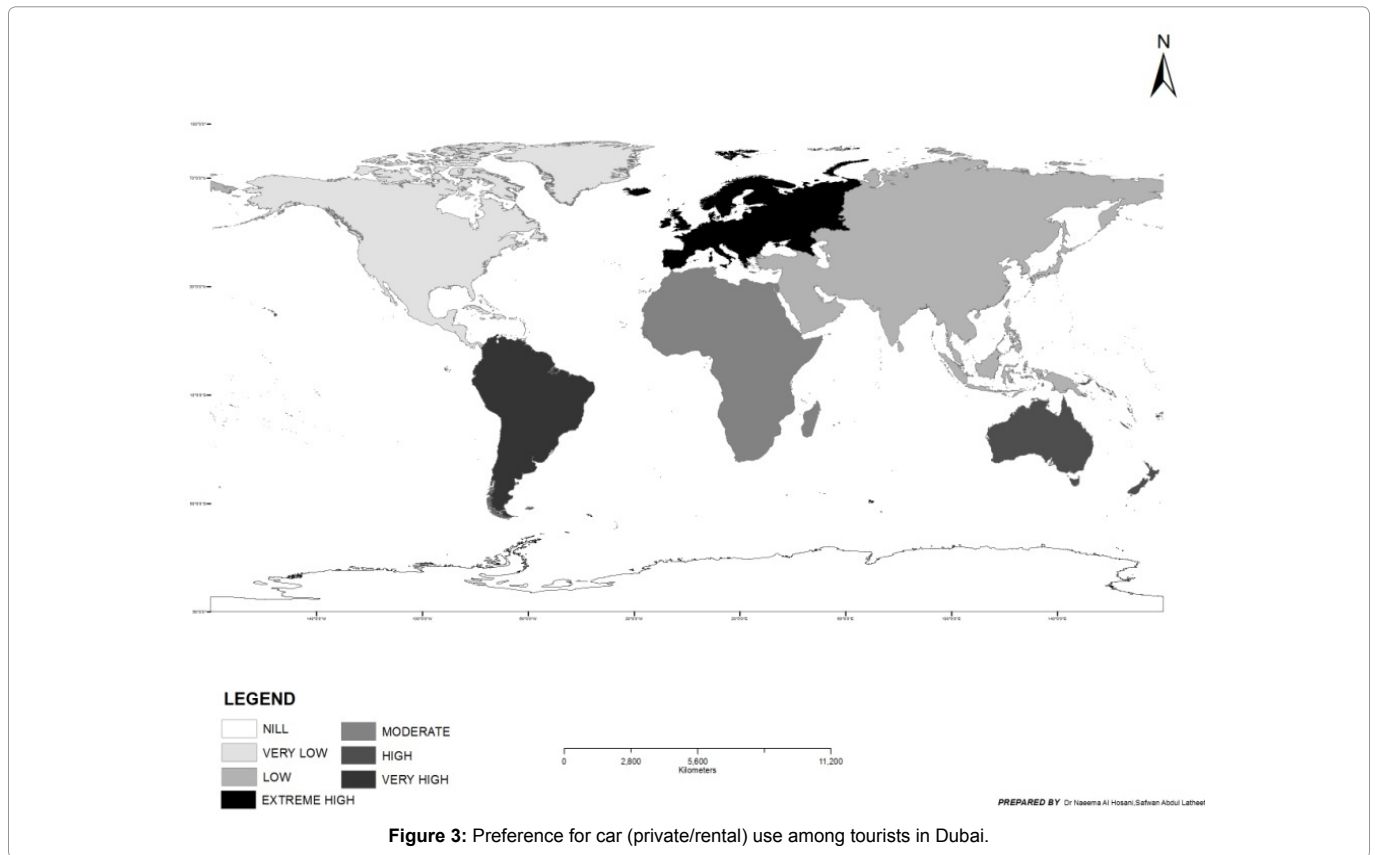 N
LEGEND
NILL
VERY LOW
LOW
EXTREME HIGH
MODERATE
HIGH
VERY HIGH
0 2,800 5,600 11,200
Kilometers
PREPARED BY Dr Naeema Al Hosani,Safwan Abdul Latheef
Figure 3: Preference for car (private/rental) use among tourists in Dubai.